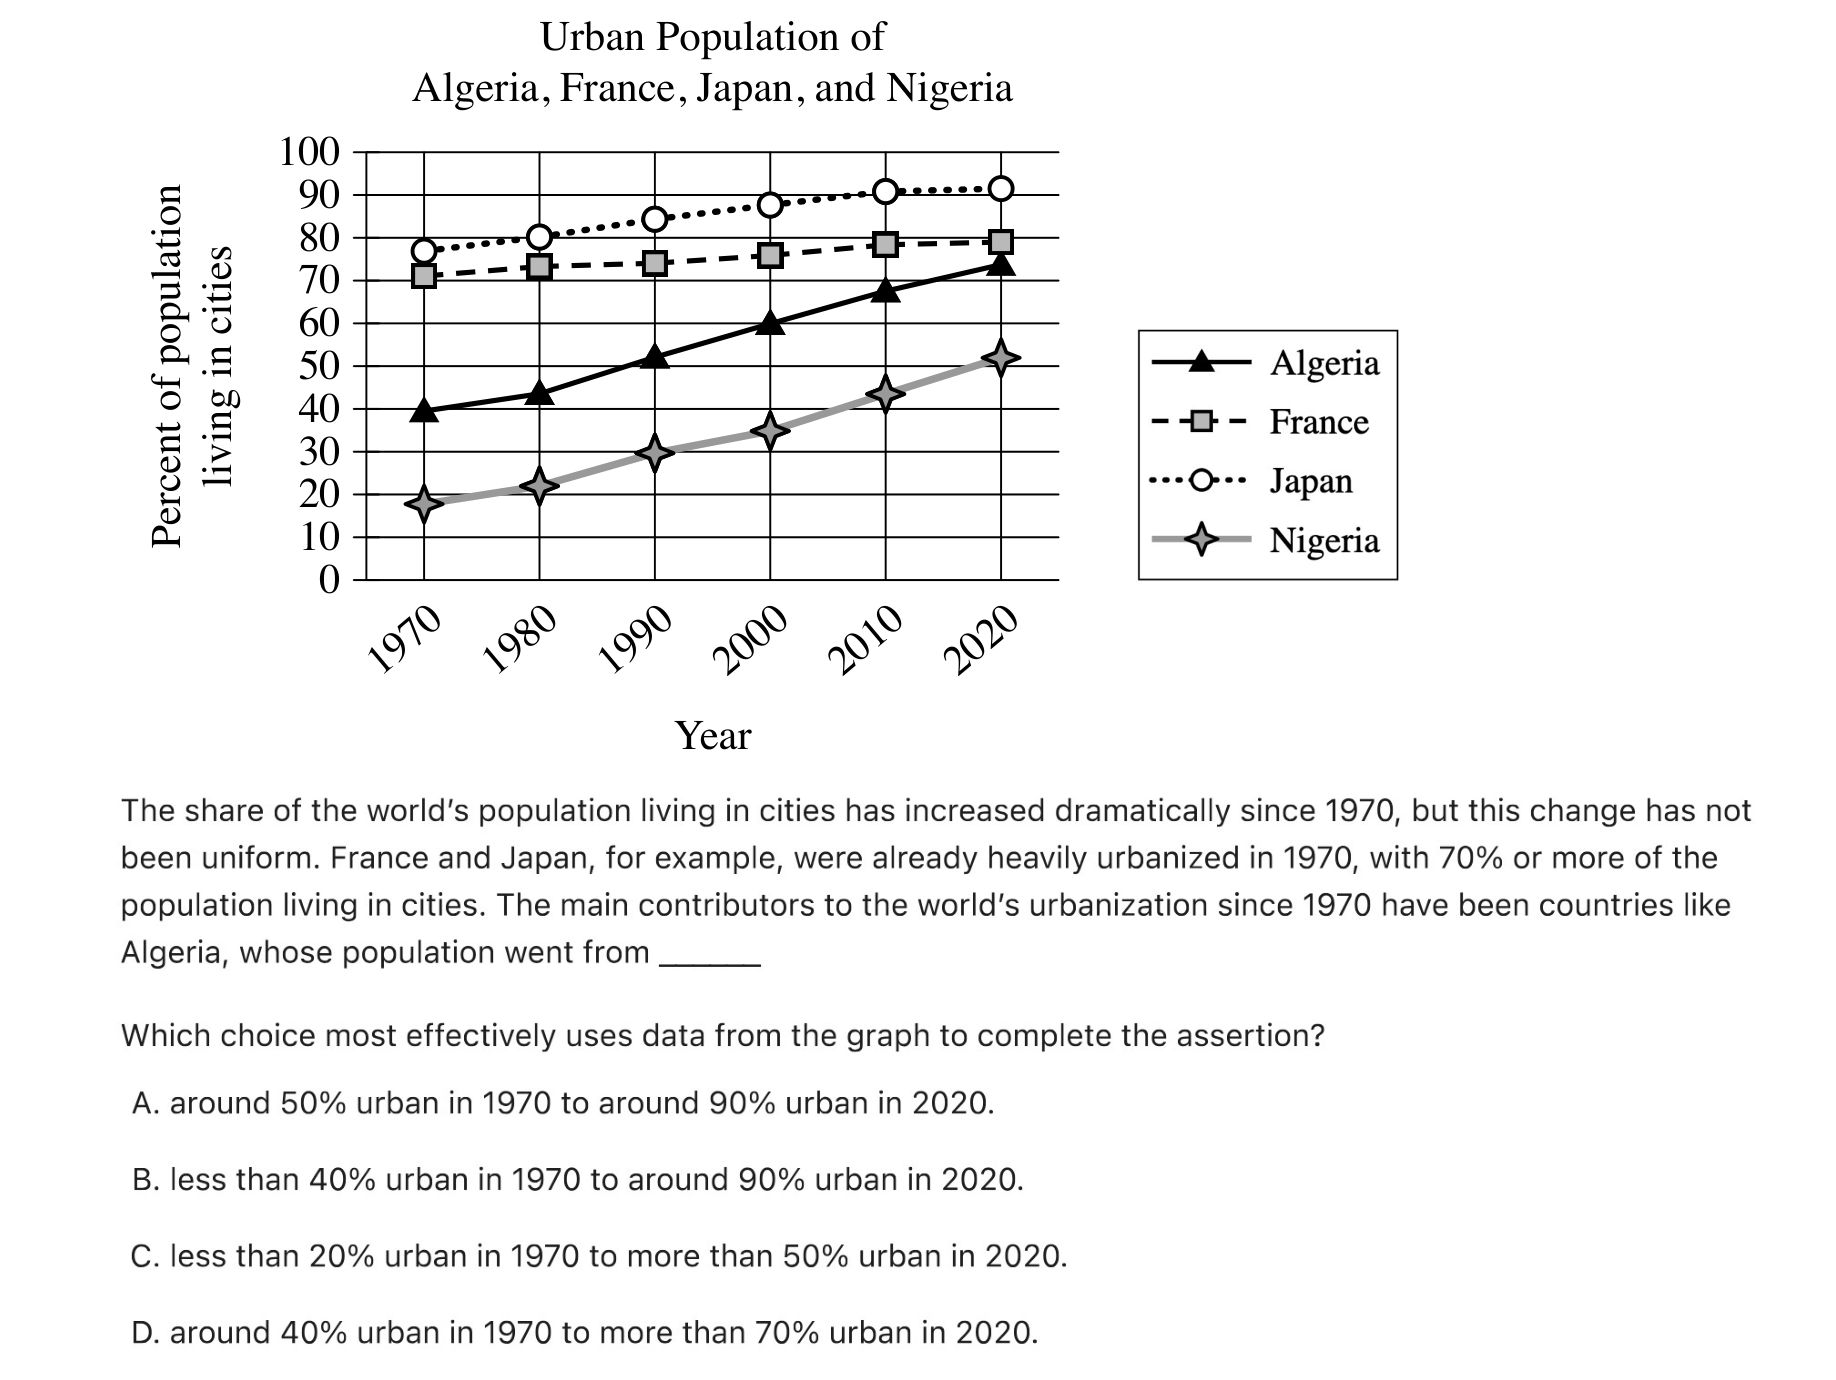 Urban Population of
Algeria, France, Japan, and Nigeria
Percent of population
living in cities
100
90
80
70
60
50
40
30
20
10
0
1970
1980
1990
2000
2010
2020
Year
Algeria
France
Japan
Nigeria
The share of the world’s population living in cities has increased dramatically since 1970, but this change has not
been uniform. France and Japan, for example, were already heavily urbanized in 1970, with 70% or more of the
population living in cities. The main contributors to the world’s urbanization since 1970 have been countries like
Algeria, whose population went from ______
Which choice most effectively uses data from the graph to complete the assertion?
A. around 50% urban in 1970 to around 90% urban in 2020.
B. less than 40% urban in 1970 to around 90% urban in 2020.
C. less than 20% urban in 1970 to more than 50% urban in 2020.
D. around 40% urban in 1970 to more than 70% urban in 2020.